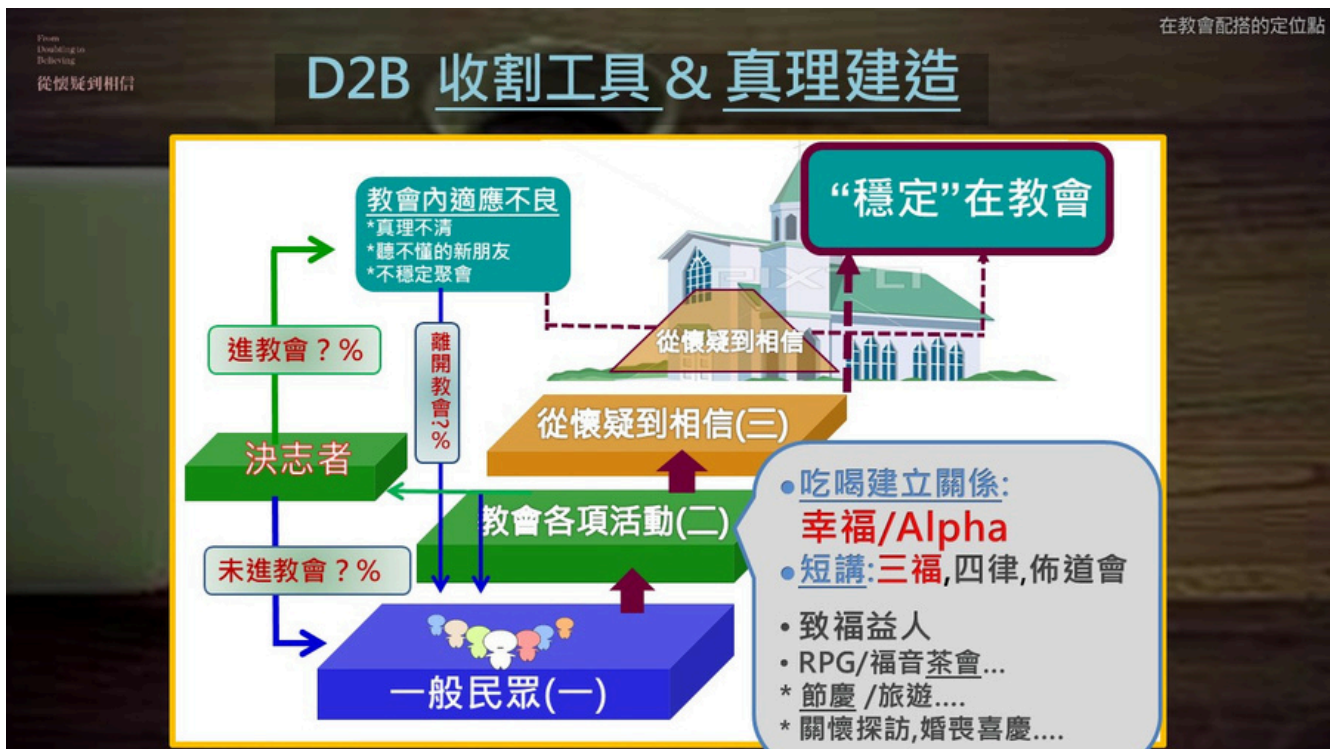 From
Doubting to
Believing
從懷疑到相信
在教會配搭的定位點
D2B 收割工具 & 真理建造
教會內適應不良
*真理不清
*聽不懂的新朋友
*不穩定聚會
“穩定”在教會
進教會？%
離開教會?%
從懷疑到相信
從懷疑到相信(三)
決志者
教會各項活動(二)
未進教會？%
一般民眾(一)
•吃喝建立關係:
幸福/Alpha
•短講:三福,四律,佈道會
• 致福益人
• RPG/福音茶會...
* 節慶 /旅遊....
* 關懷探訪,婚喪喜慶....